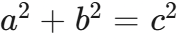 a² + b² = c²